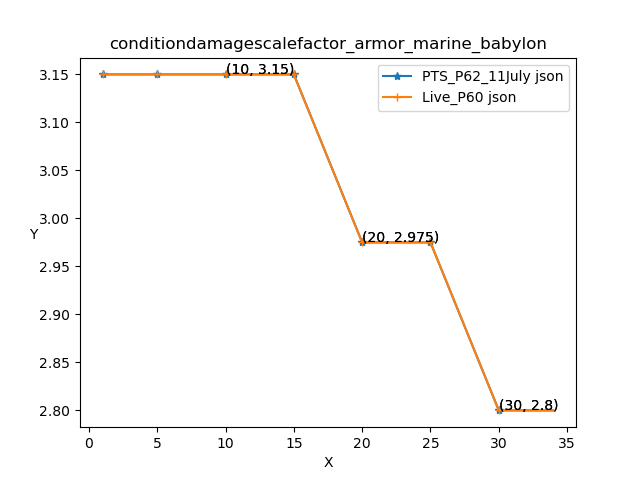 conditiondamagescalefactor_armor_marine_babylon
PTS_P62_11July json
Live_P60 json
(10, 3.15)
(20, 2.975)
(30, 2.8)
3.15
3.10
3.05
3.00
2.95
2.90
2.85
2.80
Y
0 5 10 15 20 25 30 35
X